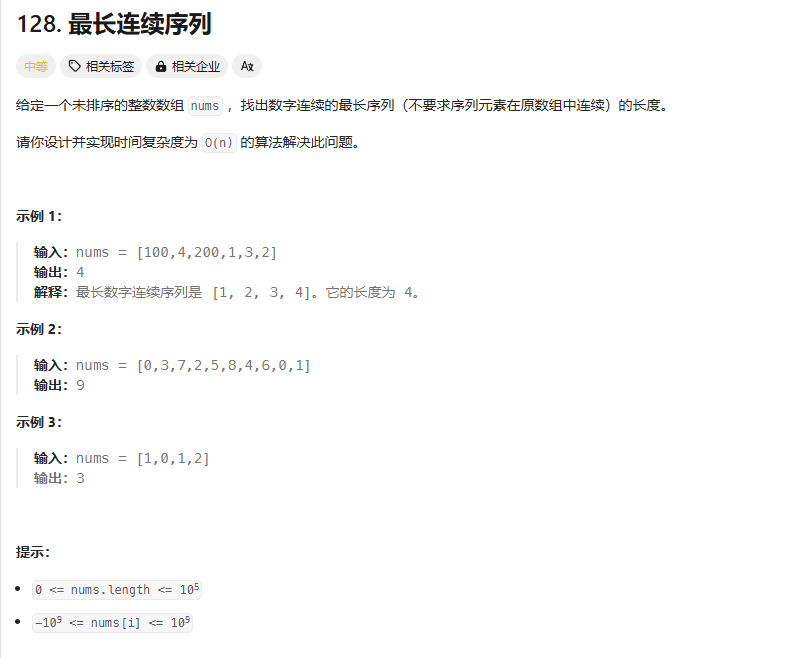 128. 最长连续序列
中等 相关标签 相关企业 Aあ
给定一个未排序的整数数组 nums ，找出数字连续的最长序列（不要求序列元素在原数组中连续）的长度。
请你设计并实现时间复杂度为 O(n) 的算法解决此问题。
示例 1：
输入：nums = [100,4,200,1,3,2]
输出：4
解释：最长数字连续序列是 [1, 2, 3, 4]。它的长度为 4。
示例 2：
输入：nums = [0,3,7,2,5,8,4,6,0,1]
输出：9
示例 3：
输入：nums = [1,0,1,2]
输出：3
提示：
0 <= nums.length <= 10⁵
-10⁹ <= nums[i] <= 10⁹